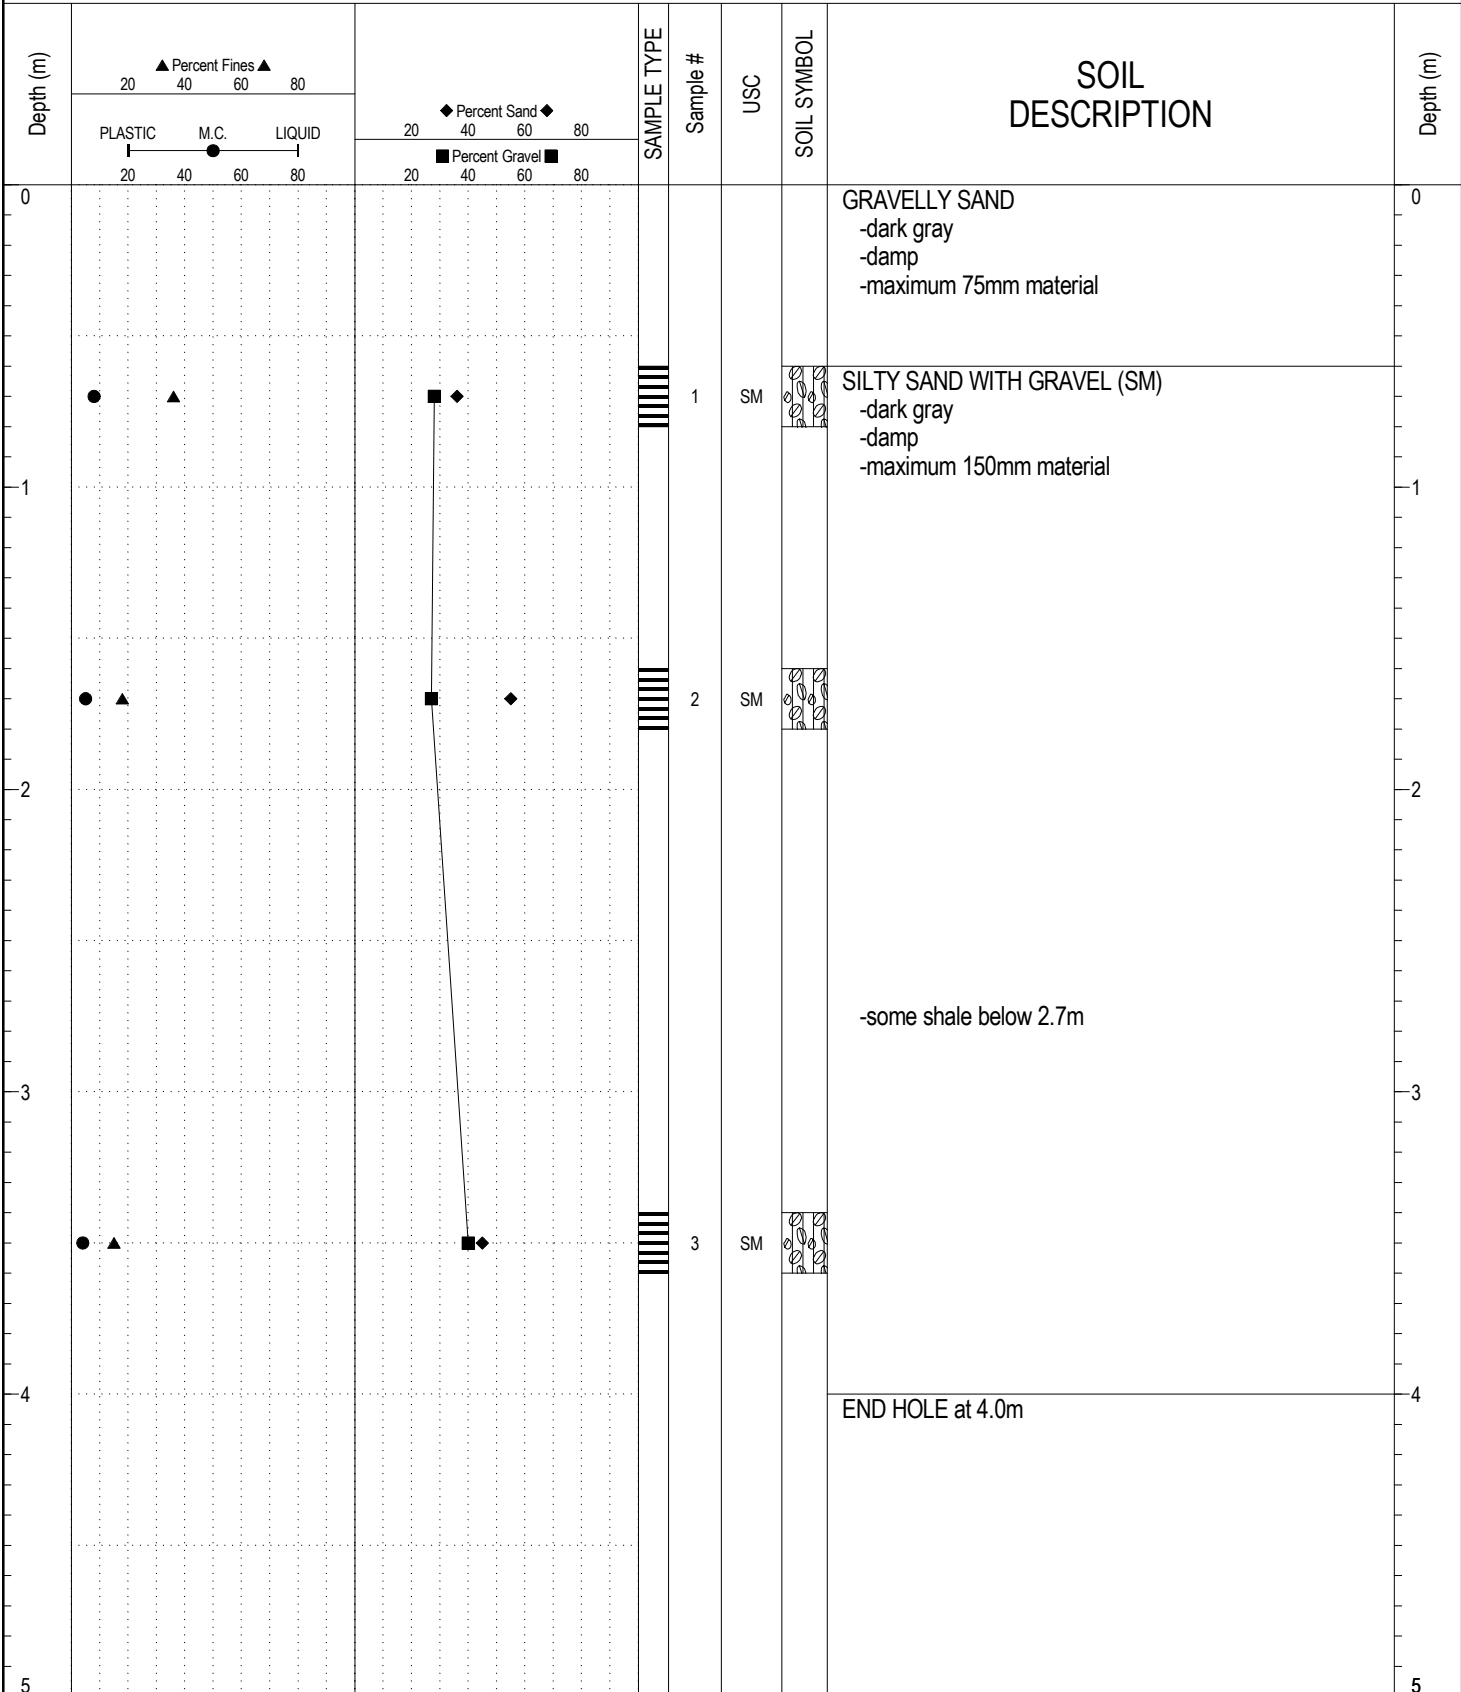 Depth (m)
▲ Percent Fines ▲
20 40 60 80
PLASTIC M.C. LIQUID
20 40 60 80
◆ Percent Sand ◆
20 40 60 80
■ Percent Gravel ■
20 40 60 80
SAMPLE TYPE
Sample #
USC
SOIL SYMBOL
SOIL
DESCRIPTION
Depth (m)
0 0
GRAVELLY SAND
-dark gray
-damp
-maximum 75mm material
1 SM
SILTY SAND WITH GRAVEL (SM)
-dark gray
-damp
-maximum 150mm material
1 1
2 SM
2 2
-some shale below 2.7m
3 3
3 SM
4 4
END HOLE at 4.0m
5 5